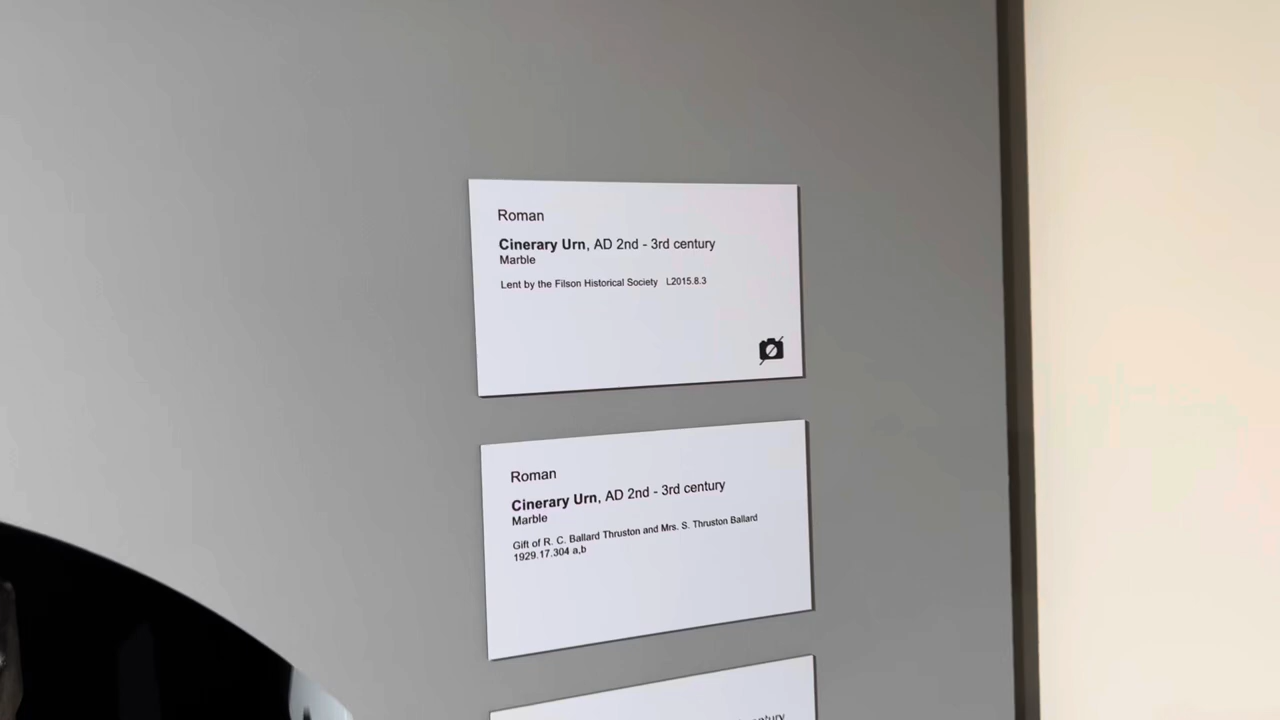 Roman
Cinerary Urn, AD 2nd - 3rd century
Marble
Lent by the Filson Historical Society L2015.8.3
Roman
Cinerary Urn, AD 2nd - 3rd century
Marble
Gift of R. C. Ballard Thruston and Mrs. S. Thruston Ballard
1929.17.304 a,b